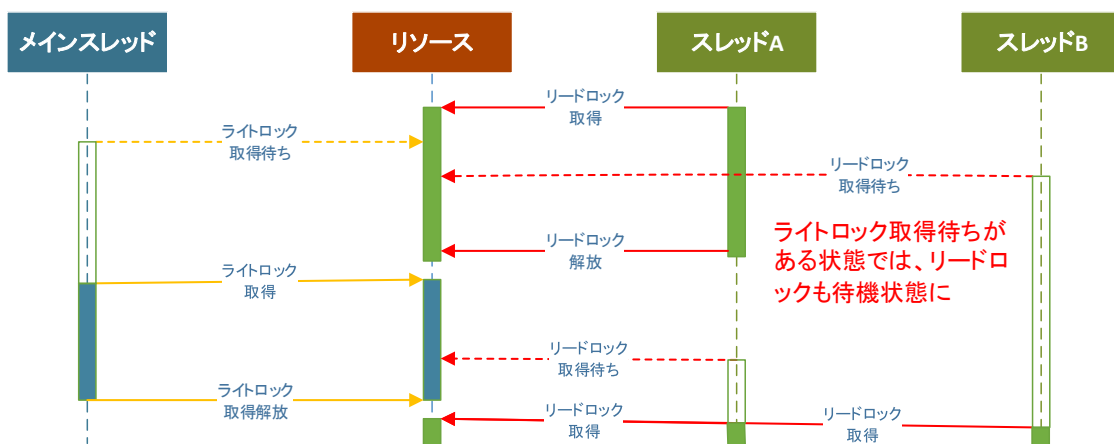 メインスレッド
リソース
スレッドA
スレッドB
リードロック
取得
ライトロック
取得待ち
リードロック
取得待ち
リードロック
解放
ライトロック取得待ちが
ある状態では、リードロ
ックも待機状態に
ライトロック
取得
リードロック
取得待ち
ライトロック
取得解放
リードロック
取得
リードロック
取得